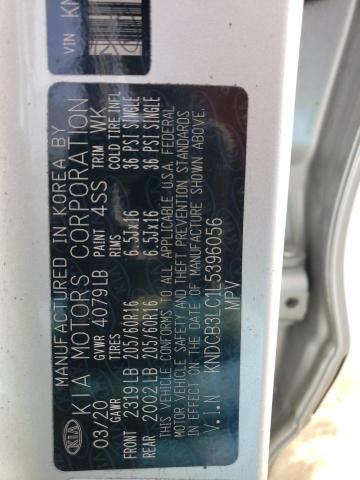 VIN KN
MANUFACTURED IN KOREA BY
KIA MOTORS CORPORATION
03/20 GVWR 4079LB PAINT 4SS TRIM WK
GAWR RIMS COLD TIRE INFL
FRONT 2319LB 205/60R16 6.5Jx16 36 PSI SINGLE
REAR 2002LB 205/60R16 6.5Jx16 36 PSI SINGLE
THIS VEHICLE CONFORMS TO ALL APPLICABLE U.S.A. FEDERAL
MOTOR VEHICLE SAFETY AND THEFT PREVENTION STANDARDS
IN EFFECT ON THE DATE OF MANUFACTURE SHOWN ABOVE.
V.I.N KNDCB3LC1L5396056
MPV
KIA